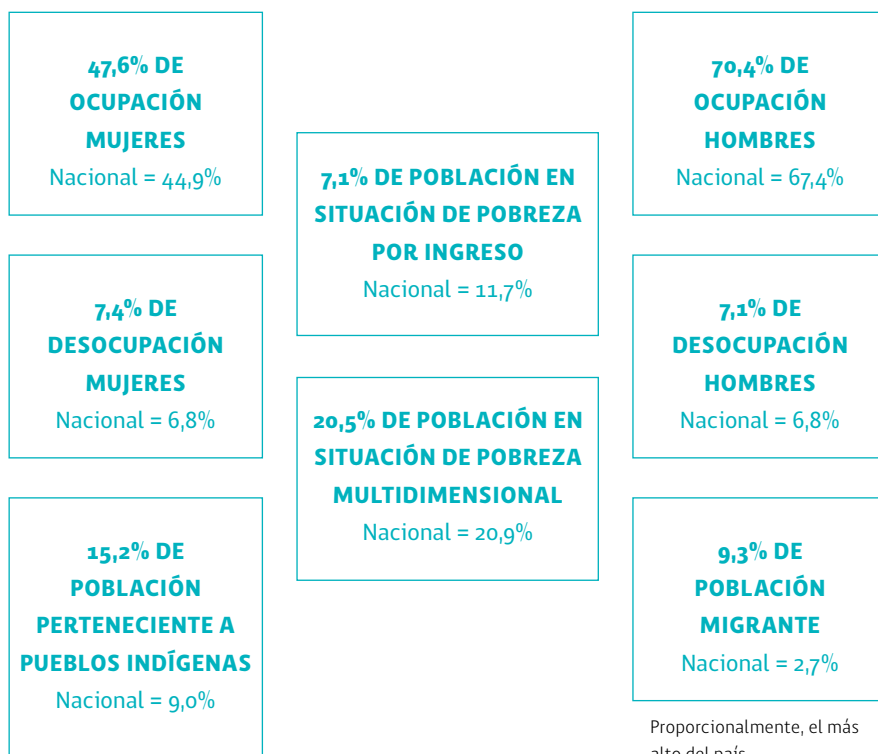 47,6% DE
OCUPACIÓN
MUJERES
Nacional = 44,9%
7,4% DE
DESOCUPACIÓN
MUJERES
Nacional = 6,8%
15,2% DE
POBLACIÓN
PERTENECIENTE A
PUEBLOS INDÍGENAS
Nacional = 9,0%
7,1% DE POBLACIÓN EN
SITUACIÓN DE POBREZA
POR INGRESO
Nacional = 11,7%
20,5% DE POBLACIÓN EN
SITUACIÓN DE POBREZA
MULTIDIMENSIONAL
Nacional = 20,9%
70,4% DE
OCUPACIÓN
HOMBRES
Nacional = 67,4%
7,1% DE
DESOCUPACIÓN
HOMBRES
Nacional = 6,8%
9,3% DE
POBLACIÓN
MIGRANTE
Nacional = 2,7%
Proporcionalmente, el más
alto del país